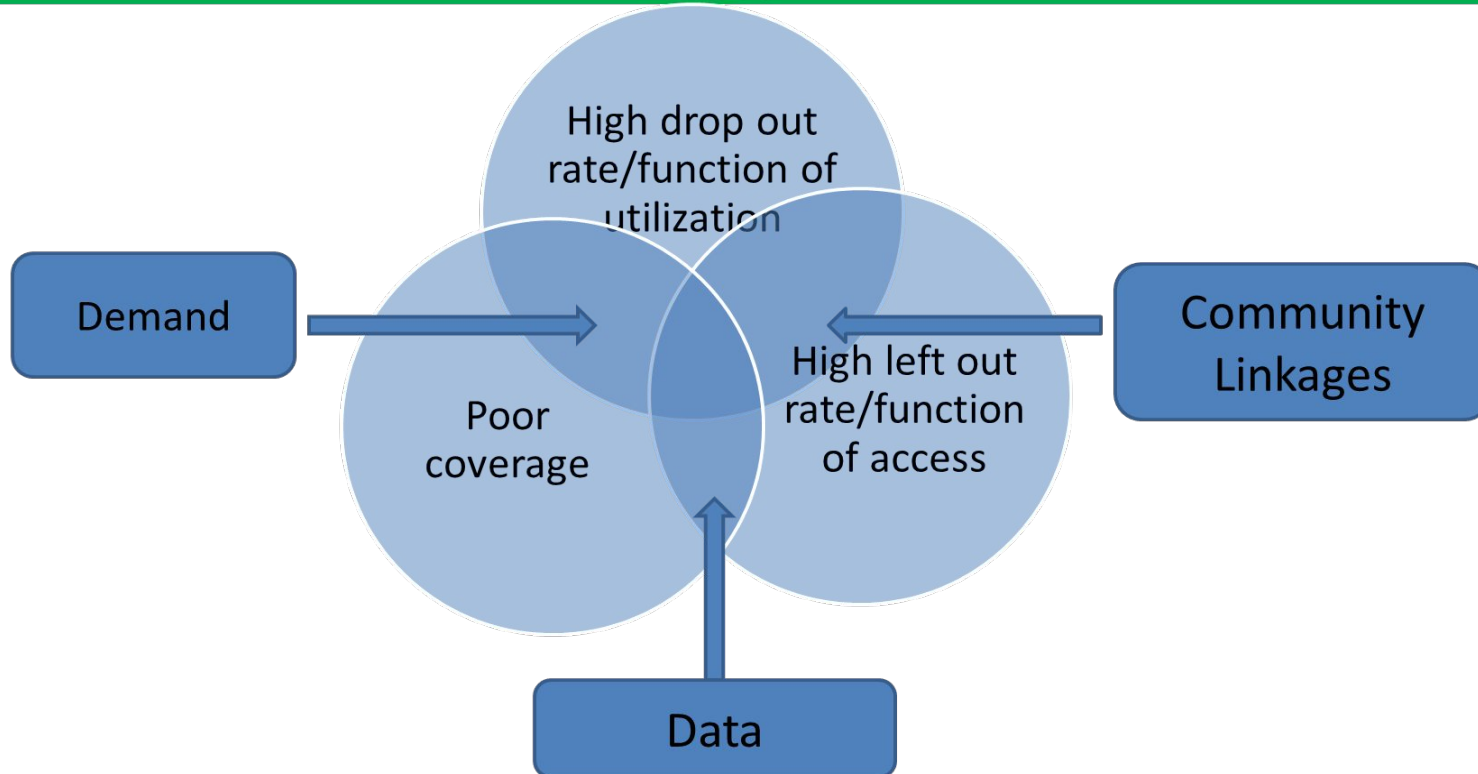 High drop out
rate/function of
utilization
Demand
Community
Linkages
High left out
rate/function
of access
Poor
coverage
Data